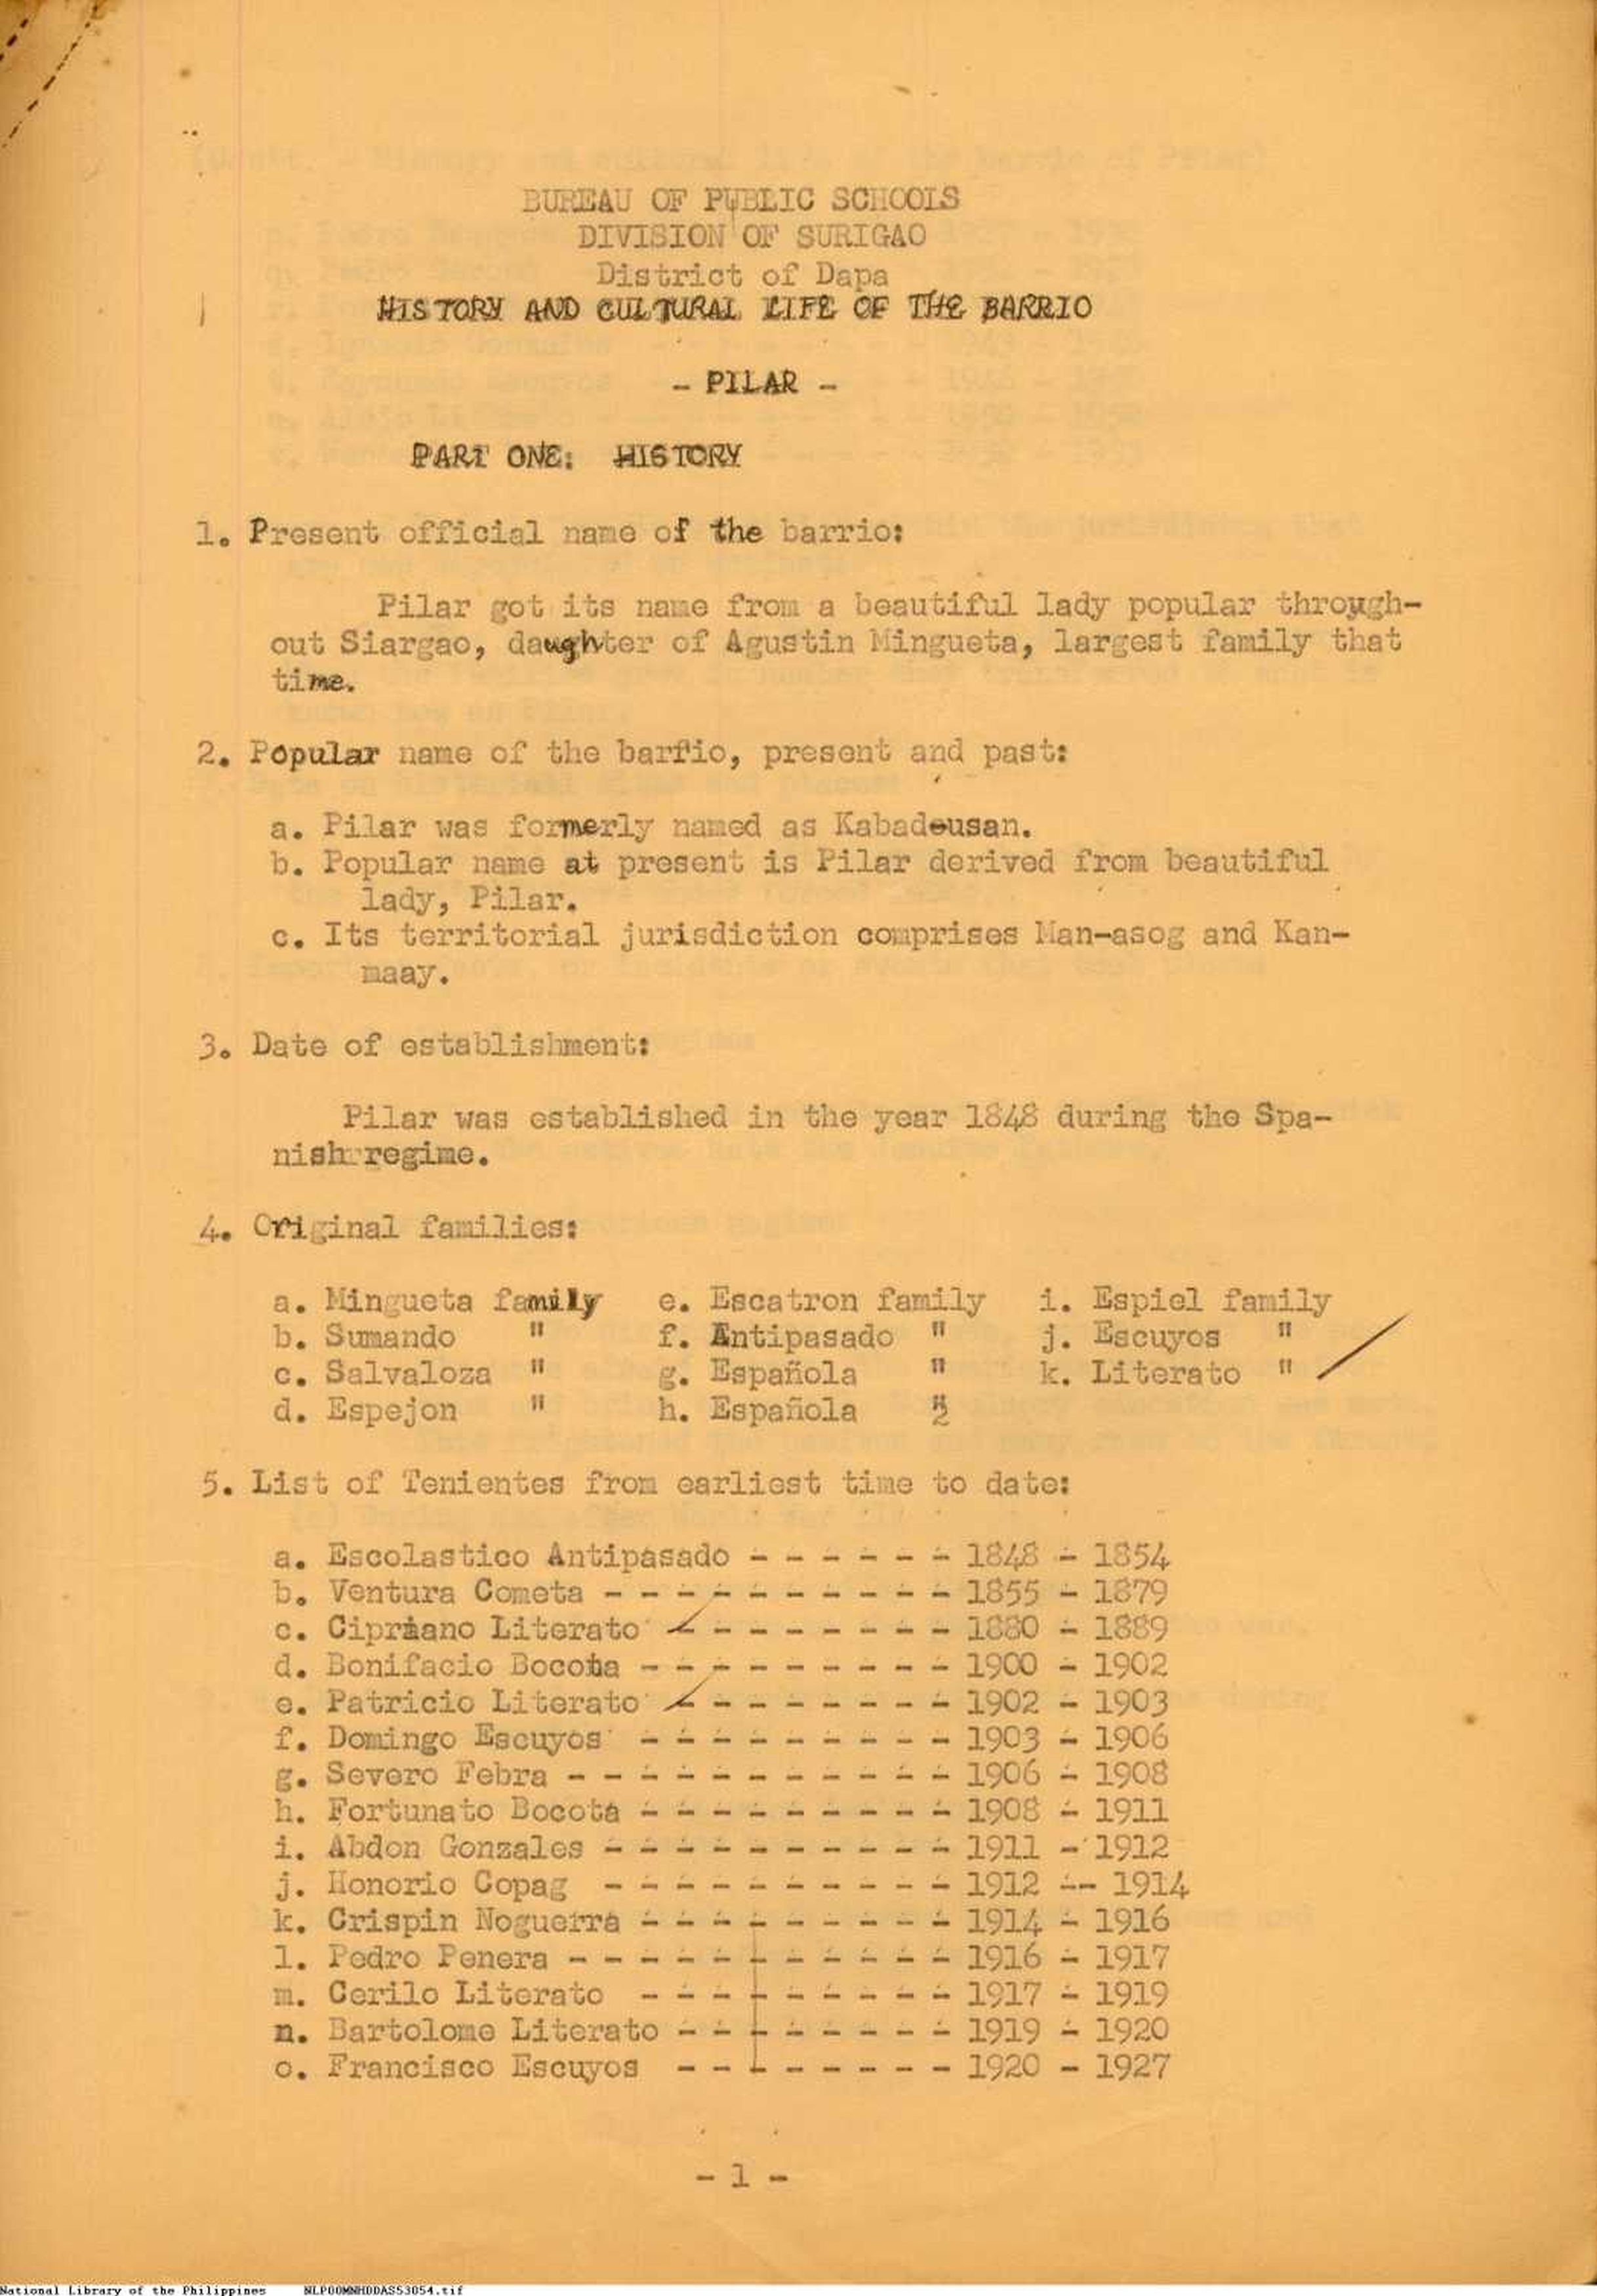 BUREAU OF PUBLIC SCHOOLS
DIVISION OF SURIGAO
District of Dapa
HISTORY AND CULTURAL LIFE OF THE BARRIO
- PILAR -
PART ONE: HISTORY
1. Present official name of the barrio:
Pilar got its name from a beautiful lady popular through-
out Siargao, daughter of Agustin Mingueta, largest family that
time.
2. Popular name of the barrio, present and past:
a. Pilar was formerly named as Kabadeusan.
b. Popular name at present is Pilar derived from beautiful
lady, Pilar.
c. Its territorial jurisdiction comprises Man-asog and Kan-
maay.
3. Date of establishment:
Pilar was established in the year 1848 during the Spa-
nish regime.
4. Original families:
a. Mingueta family e. Escatron family i. Espiel family
b. Sumando " f. Antipasado " j. Escuyos "
c. Salvaloza " g. Española " k. Literato "
d. Espejon " h. Española "
5. List of Tenientes from earliest time to date:
a. Escolastico Antipasado - - - - - - 1848 - 1854
b. Ventura Cometa - - - - - - - - - - 1855 - 1879
c. Cipriano Literato - - - - - - - - 1880 - 1889
d. Bonifacio Bocota - - - - - - - - - 1900 - 1902
e. Patricio Literato - - - - - - - - 1902 - 1903
f. Domingo Escuyos - - - - - - - - - 1903 - 1906
g. Severo Febra - - - - - - - - - - - 1906 - 1908
h. Fortunato Bocota - - - - - - - - - 1908 - 1911
i. Abdon Gonzales - - - - - - - - - - 1911 - 1912
j. Honorio Copag - - - - - - - - - - 1912 -- 1914
k. Crispin Noguerra - - - - - - - - - 1914 - 1916
l. Pedro Penera - - - - - - - - - - - 1916 - 1917
m. Cerilo Literato - - - - - - - - - 1917 - 1919
n. Bartolome Literato - - - - - - - - 1919 - 1920
o. Francisco Escuyos - - - - - - - - 1920 - 1927
- 1 -
National Library of the Philippines NLP00MNHDDAS53054.tif